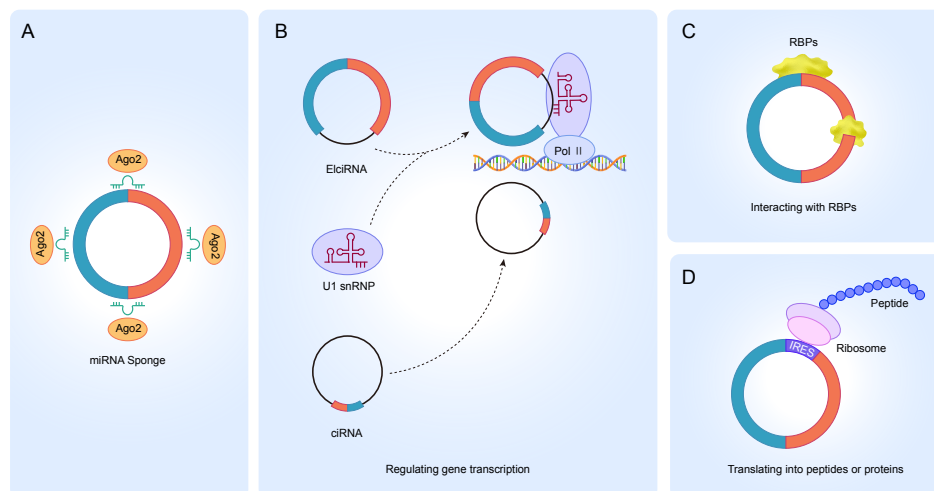 A
Ago2
Ago2
Ago2
Ago2
miRNA Sponge
B
ElciRNA
Pol II
U1 snRNP
ciRNA
Regulating gene transcription
C
RBPs
Interacting with RBPs
D
Peptide
Ribosome
IRES
Translating into peptides or proteins